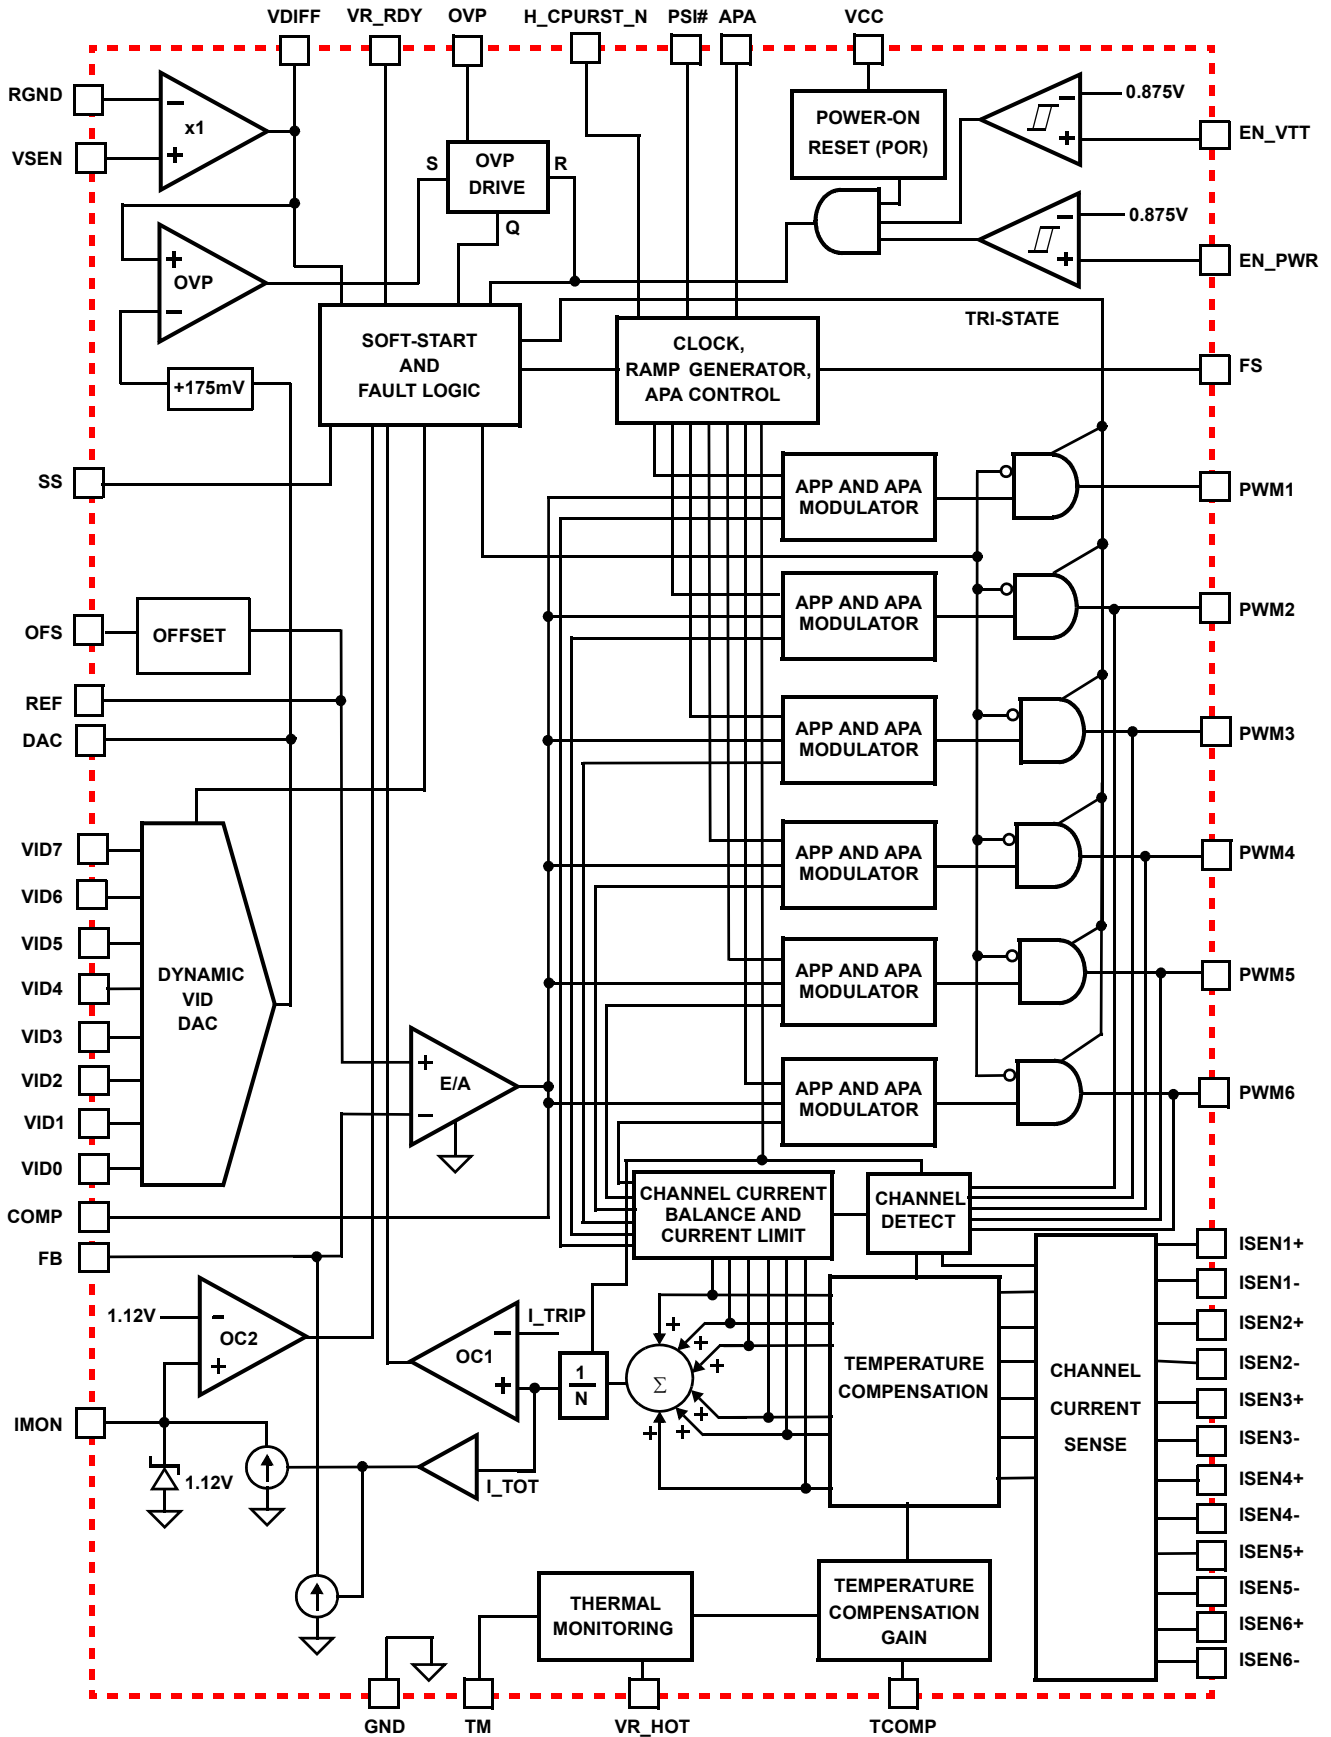 VDIFF VR_RDY OVP H_CPURST_N PSI# APA VCC
RGND
VSEN
−
x1
+
S
OVP
DRIVE
R
Q
POWER-ON
RESET (POR)
−
+
0.875V
EN_VTT
−
+
0.875V
EN_PWR
+
OVP
−
+175mV
SOFT-START
AND
FAULT LOGIC
CLOCK,
RAMP GENERATOR,
APA CONTROL
TRI-STATE
FS
SS
APP AND APA
MODULATOR
PWM1
OFS
OFFSET
APP AND APA
MODULATOR
PWM2
REF
DAC
APP AND APA
MODULATOR
PWM3
VID7
VID6
VID5
VID4
VID3
VID2
VID1
VID0
DYNAMIC
VID
DAC
APP AND APA
MODULATOR
PWM4
APP AND APA
MODULATOR
PWM5
+
E/A
−
APP AND APA
MODULATOR
PWM6
COMP
FB
CHANNEL CURRENT
BALANCE AND
CURRENT LIMIT
CHANNEL
DETECT
1.12V
−
OC2
+
I_TRIP
−
OC1
+
1
N
Σ
+
+
+
+
+
+
TEMPERATURE
COMPENSATION
CHANNEL
CURRENT
SENSE
ISEN1+
ISEN1-
ISEN2+
ISEN2-
ISEN3+
ISEN3-
ISEN4+
ISEN4-
ISEN5+
ISEN5-
ISEN6+
ISEN6-
IMON
1.12V
I_TOT
THERMAL
MONITORING
TEMPERATURE
COMPENSATION
GAIN
GND TM VR_HOT TCOMP